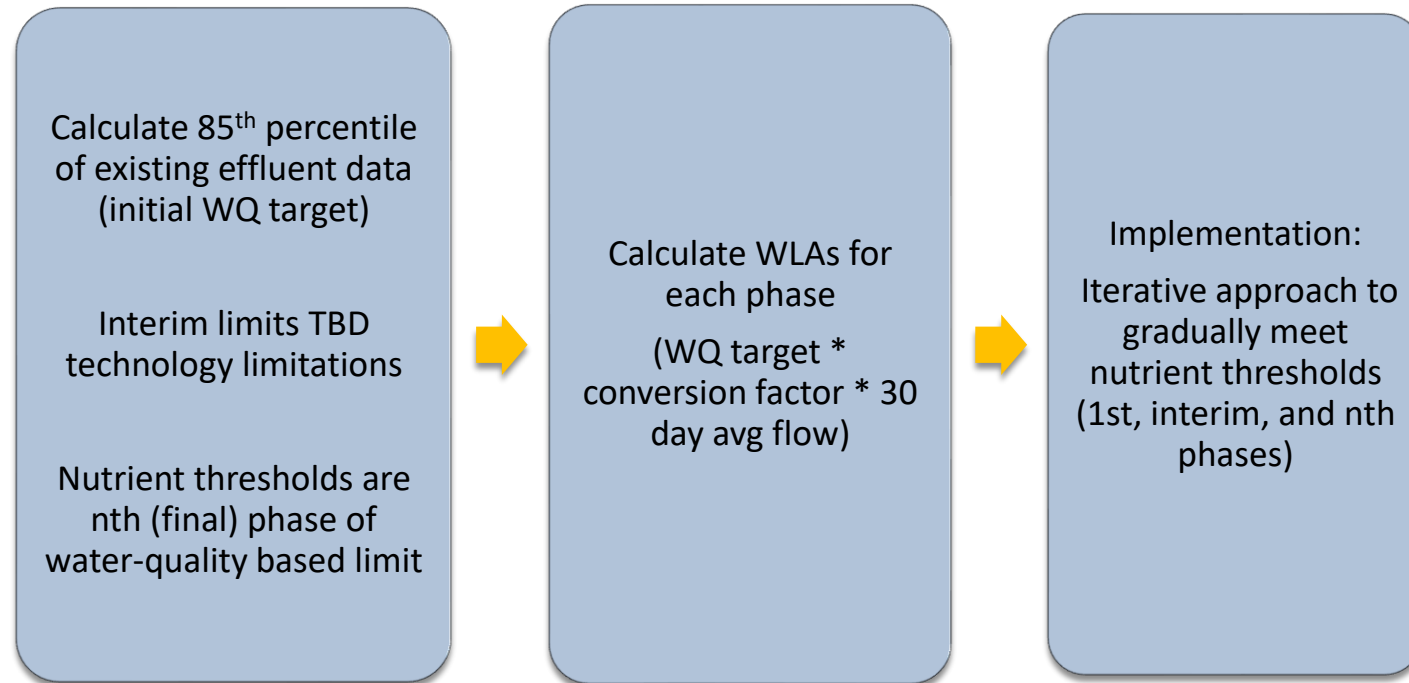 Calculate 85th percentile
of existing effluent data
(initial WQ target)
Interim limits TBD
technology limitations
Nutrient thresholds are
nth (final) phase of
water-quality based limit
Calculate WLAs for
each phase
(WQ target *
conversion factor * 30
day avg flow)
Implementation:
Iterative approach to
gradually meet
nutrient thresholds
(1st, interim, and nth
phases)